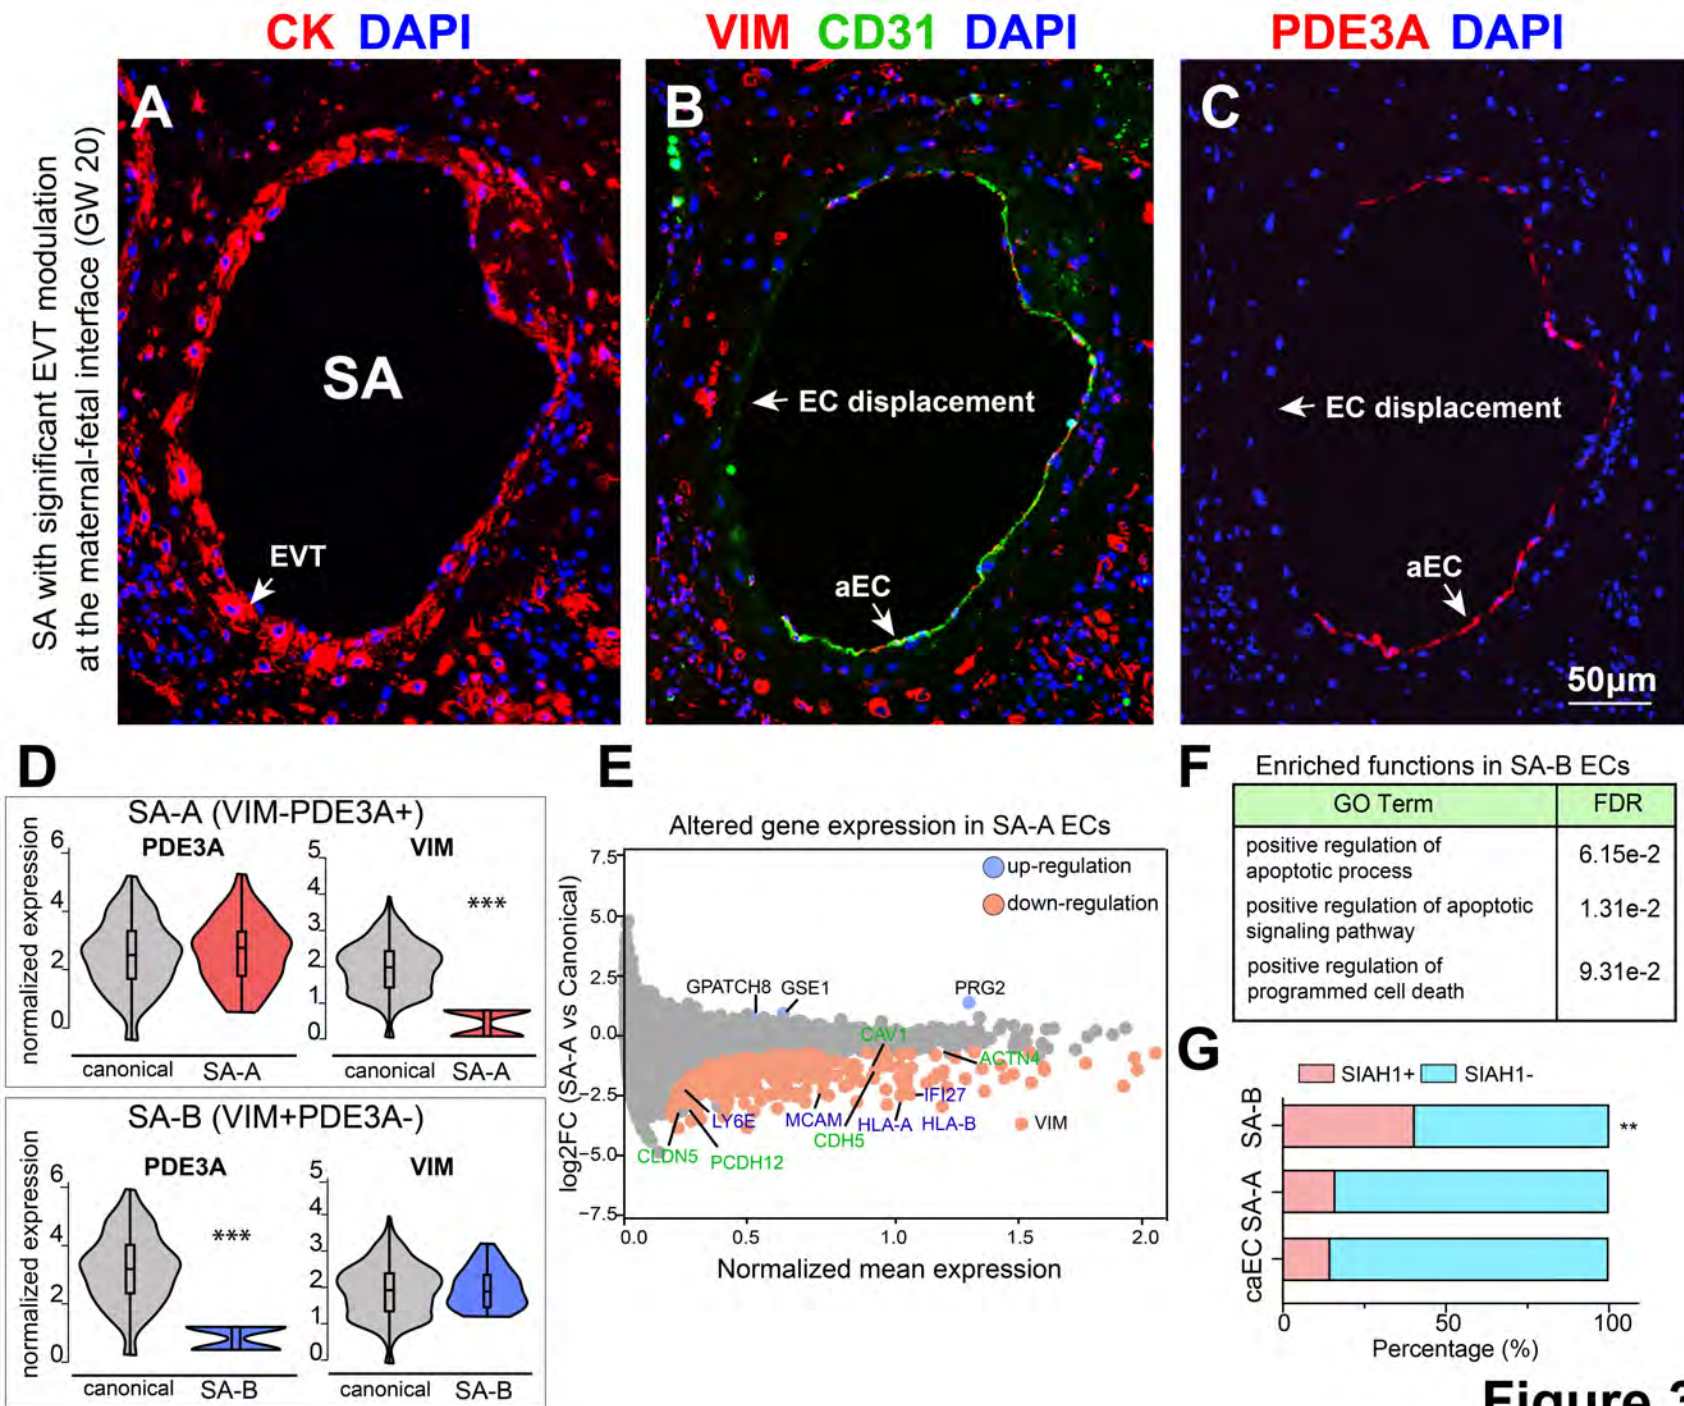 CK DAPI
VIM CD31 DAPI
PDE3A DAPI
SA with significant EVT modulation
at the maternal-fetal interface (GW 20)
A
SA
EVT
B
EC displacement
aEC
C
EC displacement
aEC
50µm
D
SA-A (VIM-PDE3A+)
normalized expression
PDE3A
6
4
2
0
canonical SA-A
VIM
5
4
3
2
1
0
***
canonical SA-A
SA-B (VIM+PDE3A-)
normalized expression
PDE3A
6
4
2
0
***
canonical SA-B
VIM
5
4
3
2
1
0
canonical SA-B
E
Altered gene expression in SA-A ECs
log2FC (SA-A vs Canonical)
7.5
5.0
2.5
0.0
−2.5
−5.0
−7.5
up-regulation
down-regulation
GPATCH8 GSE1 PRG2
CAV1
ACTN4
LY6E MCAM IFI27
HLA-A HLA-B VIM
CDH5
CLDN5 PCDH12
0.0 0.5 1.0 1.5 2.0
Normalized mean expression
F
Enriched functions in SA-B ECs
GO Term FDR
positive regulation of
apoptotic process 6.15e-2
positive regulation of apoptotic
signaling pathway 1.31e-2
positive regulation of
programmed cell death 9.31e-2
G
SIAH1+ SIAH1-
SA-B
**
SA-A
caEC
0 50 100
Percentage (%)